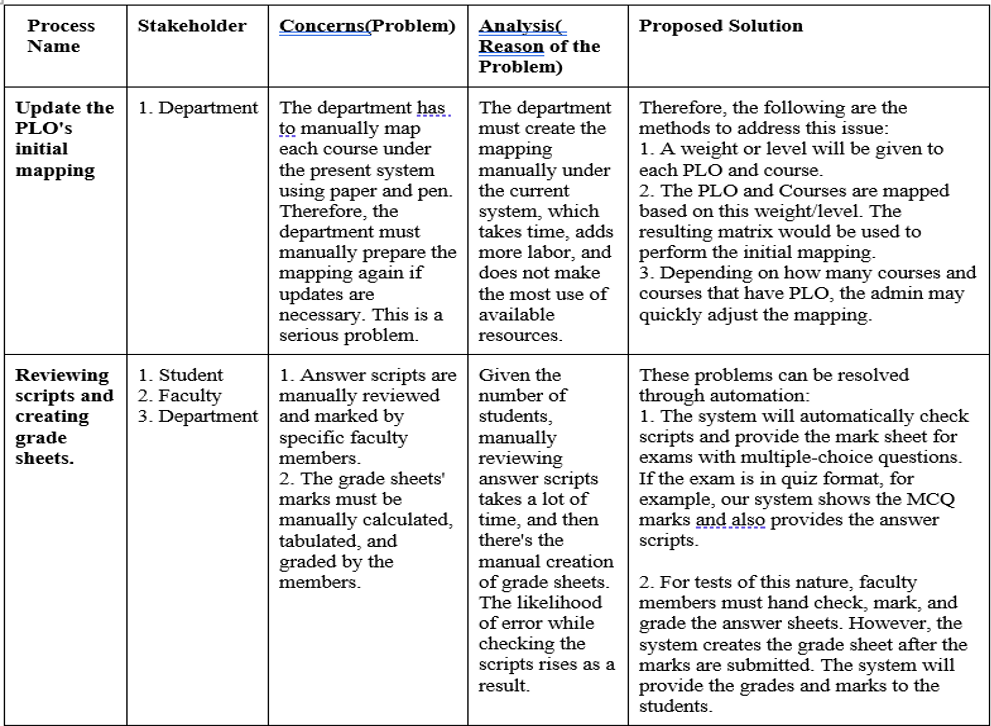 Process
Name
Stakeholder
Concerns(Problem)
Analysis(
Reason of the
Problem)
Proposed Solution
Update the
PLO's
initial
mapping
1. Department
The department has
to manually map
each course under
the present system
using paper and pen.
Therefore, the
department must
manually prepare the
mapping again if
updates are
necessary. This is a
serious problem.
The department
must create the
mapping
manually under
the current
system, which
takes time, adds
more labor, and
does not make
the most use of
available
resources.
Therefore, the following are the
methods to address this issue:
1. A weight or level will be given to
each PLO and course.
2. The PLO and Courses are mapped
based on this weight/level. The
resulting matrix would be used to
perform the initial mapping.
3. Depending on how many courses and
courses that have PLO, the admin may
quickly adjust the mapping.
Reviewing
scripts and
creating
grade
sheets.
1. Student
2. Faculty
3. Department
1. Answer scripts are
manually reviewed
and marked by
specific faculty
members.
2. The grade sheets'
marks must be
manually calculated,
tabulated, and
graded by the
members.
Given the
number of
students,
manually
reviewing
answer scripts
takes a lot of
time, and then
there's the
manual creation
of grade sheets.
The likelihood
of error while
checking the
scripts rises as a
result.
These problems can be resolved
through automation:
1. The system will automatically check
scripts and provide the mark sheet for
exams with multiple-choice questions.
If the exam is in quiz format, for
example, our system shows the MCQ
marks and also provides the answer
scripts.
2. For tests of this nature, faculty
members must hand check, mark, and
grade the answer sheets. However, the
system creates the grade sheet after the
marks are submitted. The system will
provide the grades and marks to the
students.